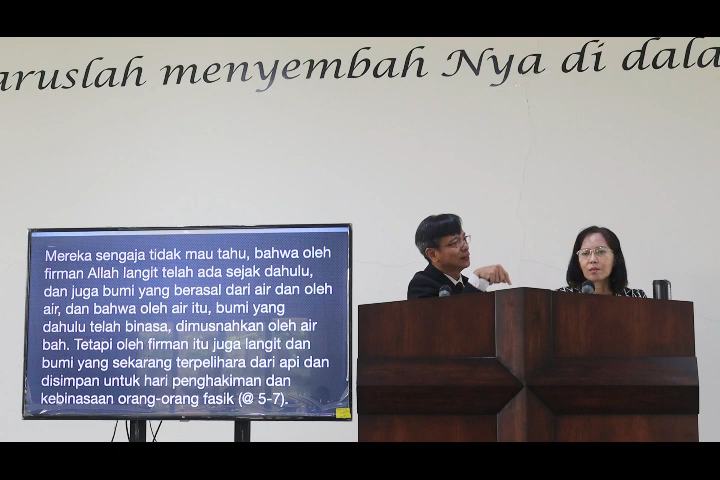 aruslah menyembah Nya di dala
Mereka sengaja tidak mau tahu, bahwa oleh
firman Allah langit telah ada sejak dahulu,
dan juga bumi yang berasal dari air dan oleh
air, dan bahwa oleh air itu, bumi yang
dahulu telah binasa, dimusnahkan oleh air
bah. Tetapi oleh firman itu juga langit dan
bumi yang sekarang terpelihara dari api dan
disimpan untuk hari penghakiman dan
kebinasaan orang-orang fasik (@ 5-7).